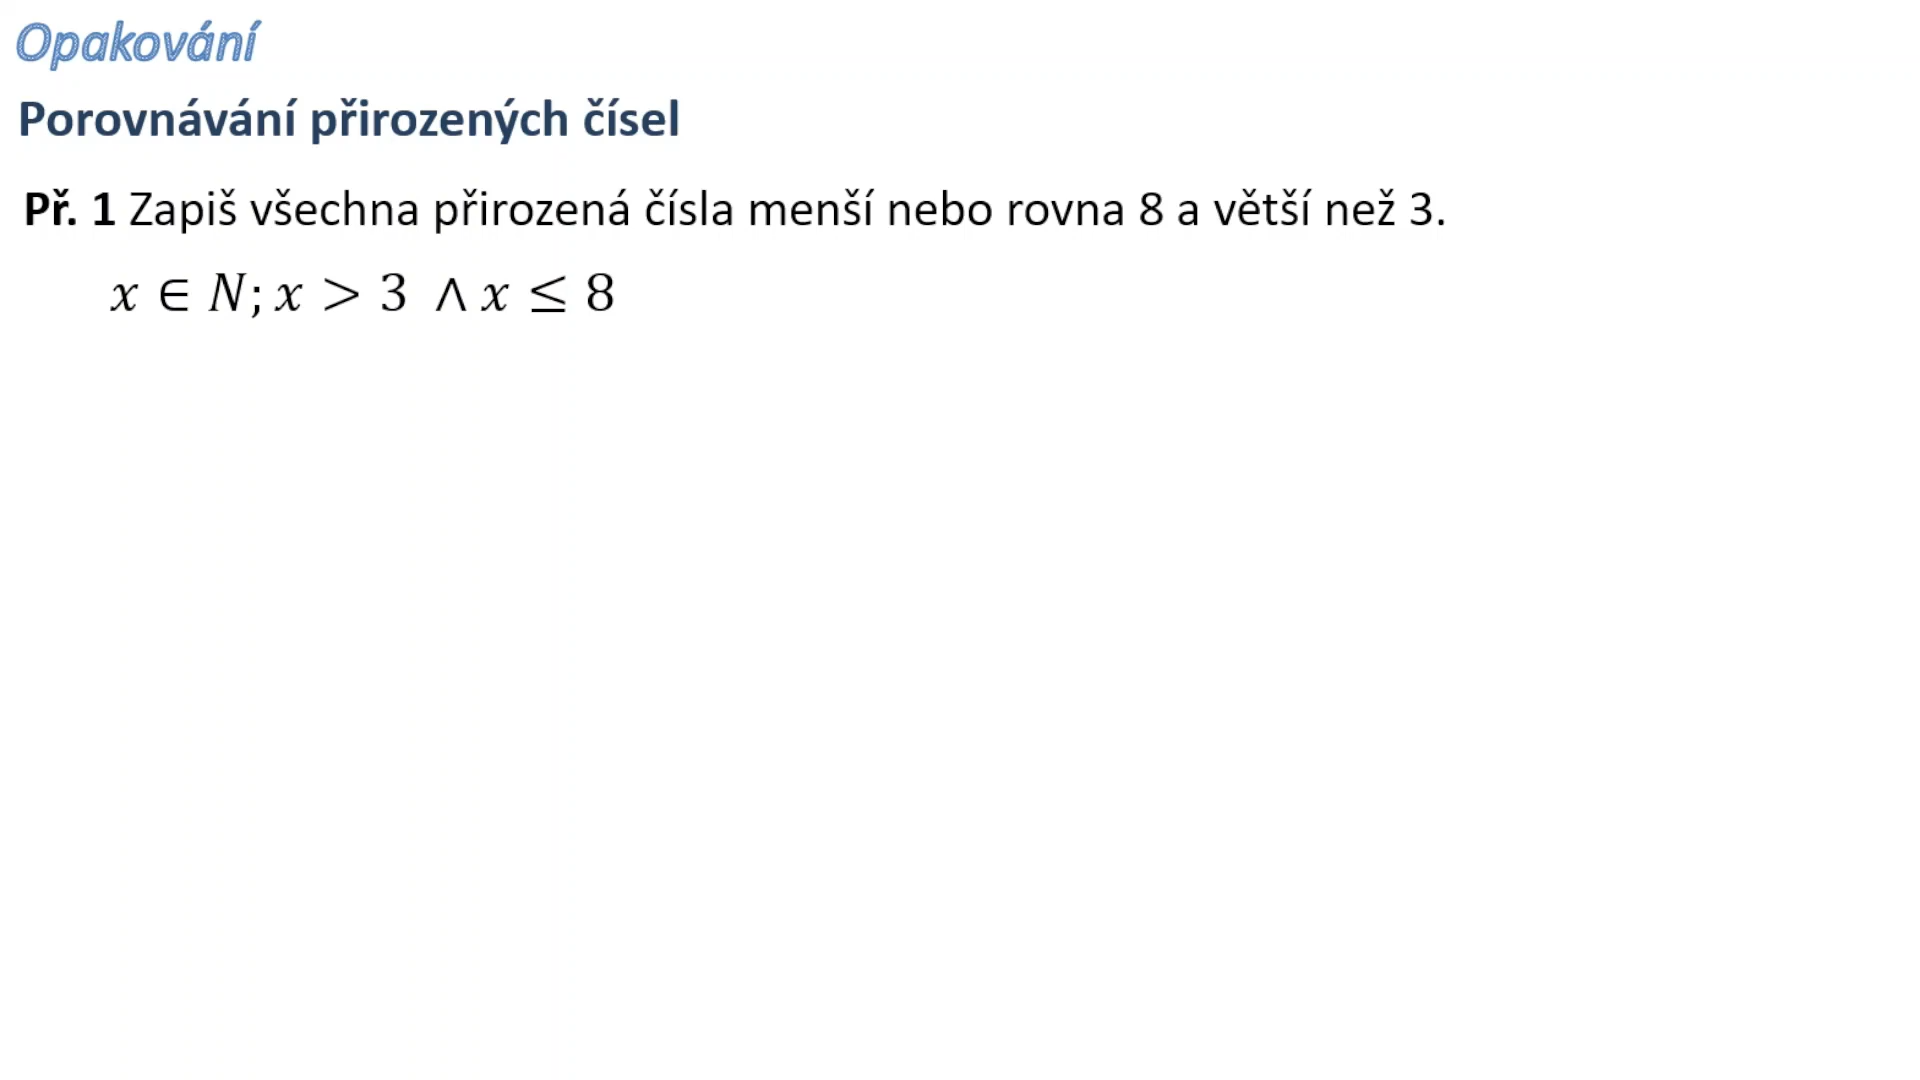 Opakování
Porovnávání přirozených čísel
Př. 1 Zapiš všechna přirozená čísla menší nebo rovna 8 a větší než 3.
x ∈ N; x > 3 ∧ x ≤ 8